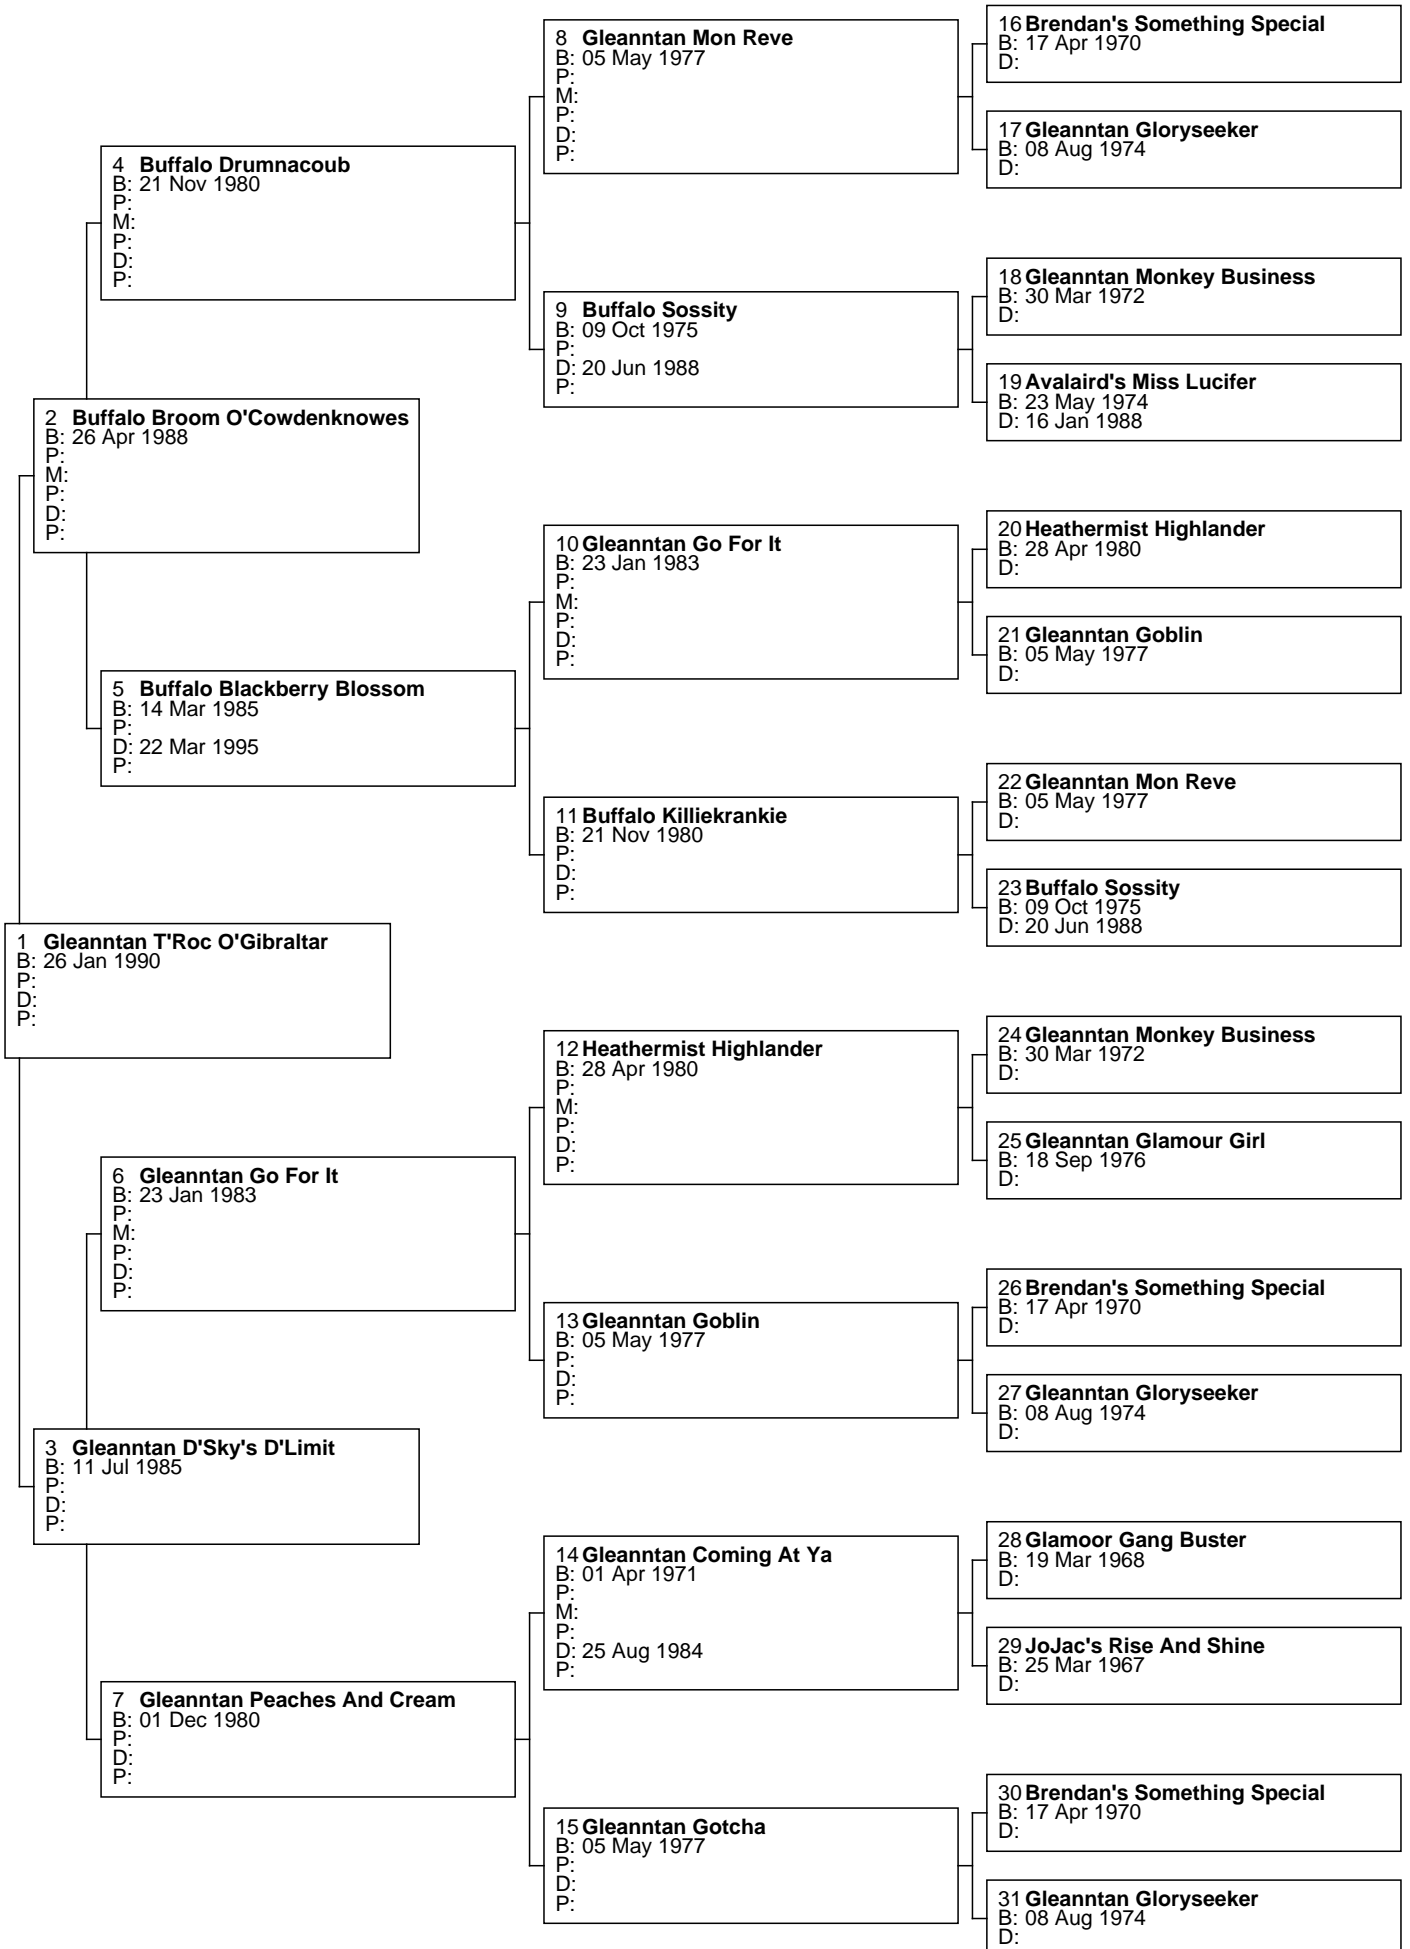 16 Brendan's Something Special
B: 17 Apr 1970
D:
8 Gleanntan Mon Reve
B: 05 May 1977
P:
M:
P:
D:
P:
17 Gleanntan Gloryseeker
B: 08 Aug 1974
D:
4 Buffalo Drumnacoub
B: 21 Nov 1980
P:
M:
P:
D:
P:
18 Gleanntan Monkey Business
B: 30 Mar 1972
D:
9 Buffalo Sossity
B: 09 Oct 1975
P:
D: 20 Jun 1988
P:
19 Avalaird's Miss Lucifer
B: 23 May 1974
D: 16 Jan 1988
2 Buffalo Broom O'Cowdenknowes
B: 26 Apr 1988
P:
M:
P:
D:
P:
20 Heathermist Highlander
B: 28 Apr 1980
D:
10 Gleanntan Go For It
B: 23 Jan 1983
P:
M:
P:
D:
P:
21 Gleanntan Goblin
B: 05 May 1977
D:
5 Buffalo Blackberry Blossom
B: 14 Mar 1985
P:
D: 22 Mar 1995
P:
22 Gleanntan Mon Reve
B: 05 May 1977
D:
11 Buffalo Killiekrankie
B: 21 Nov 1980
P:
D:
P:
23 Buffalo Sossity
B: 09 Oct 1975
D: 20 Jun 1988
1 Gleanntan T'Roc O'Gibraltar
B: 26 Jan 1990
P:
D:
P:
24 Gleanntan Monkey Business
B: 30 Mar 1972
D:
12 Heathermist Highlander
B: 28 Apr 1980
P:
M:
P:
D:
P:
25 Gleanntan Glamour Girl
B: 18 Sep 1976
D:
6 Gleanntan Go For It
B: 23 Jan 1983
P:
M:
P:
D:
P:
26 Brendan's Something Special
B: 17 Apr 1970
D:
13 Gleanntan Goblin
B: 05 May 1977
P:
D:
P:
27 Gleanntan Gloryseeker
B: 08 Aug 1974
D:
3 Gleanntan D'Sky's D'Limit
B: 11 Jul 1985
P:
D:
P:
28 Glamoor Gang Buster
B: 19 Mar 1968
D:
14 Gleanntan Coming At Ya
B: 01 Apr 1971
P:
M:
P:
D: 25 Aug 1984
P:
29 JoJac's Rise And Shine
B: 25 Mar 1967
D:
7 Gleanntan Peaches And Cream
B: 01 Dec 1980
P:
D:
P:
30 Brendan's Something Special
B: 17 Apr 1970
D:
15 Gleanntan Gotcha
B: 05 May 1977
P:
D:
P:
31 Gleanntan Gloryseeker
B: 08 Aug 1974
D: